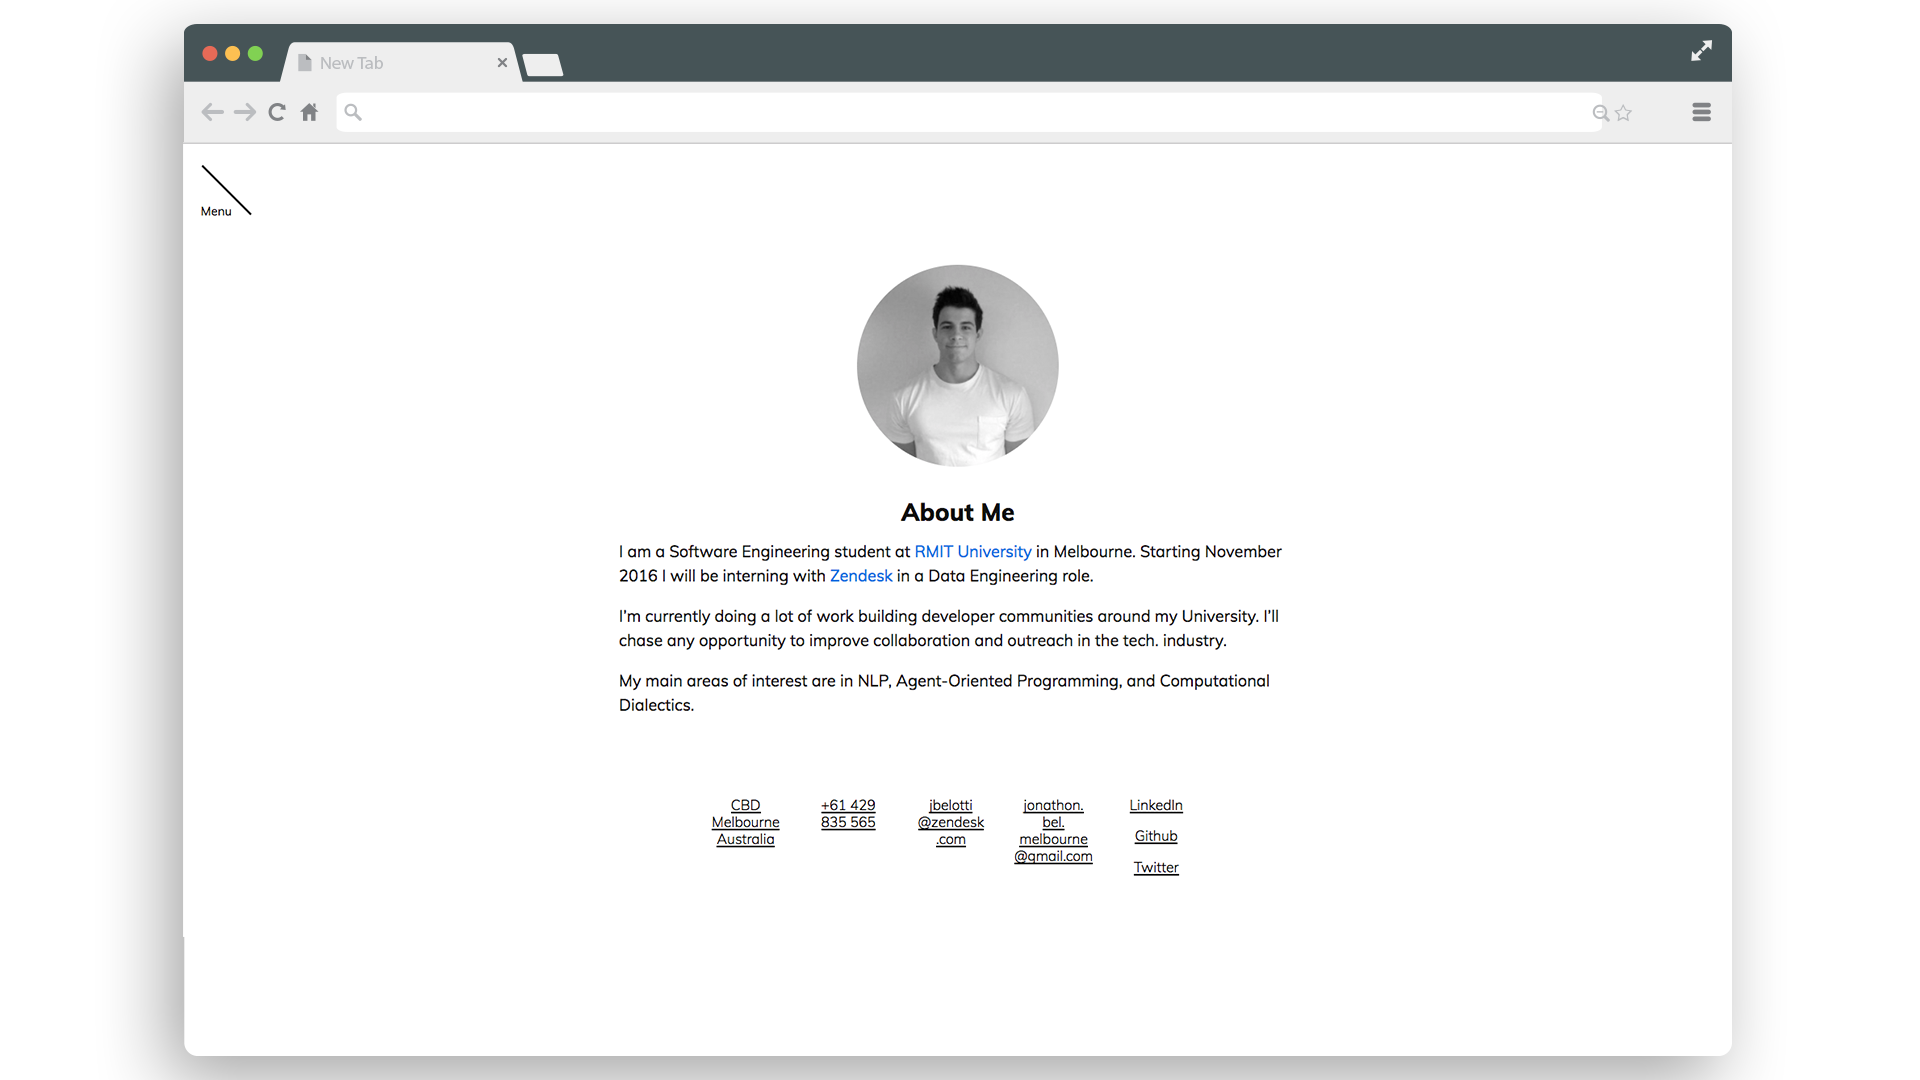 New Tab
Menu
About Me
I am a Software Engineering student at RMIT University in Melbourne. Starting November
2016 I will be interning with Zendesk in a Data Engineering role.
I'm currently doing a lot of work building developer communities around my University. I'll
chase any opportunity to improve collaboration and outreach in the tech. industry.
My main areas of interest are in NLP, Agent-Oriented Programming, and Computational
Dialectics.
CBD
Melbourne
Australia
+61 429
835 565
jbelotti
@zendesk
.com
jonathon.
bel.
melbourne
@gmail.com
LinkedIn
Github
Twitter